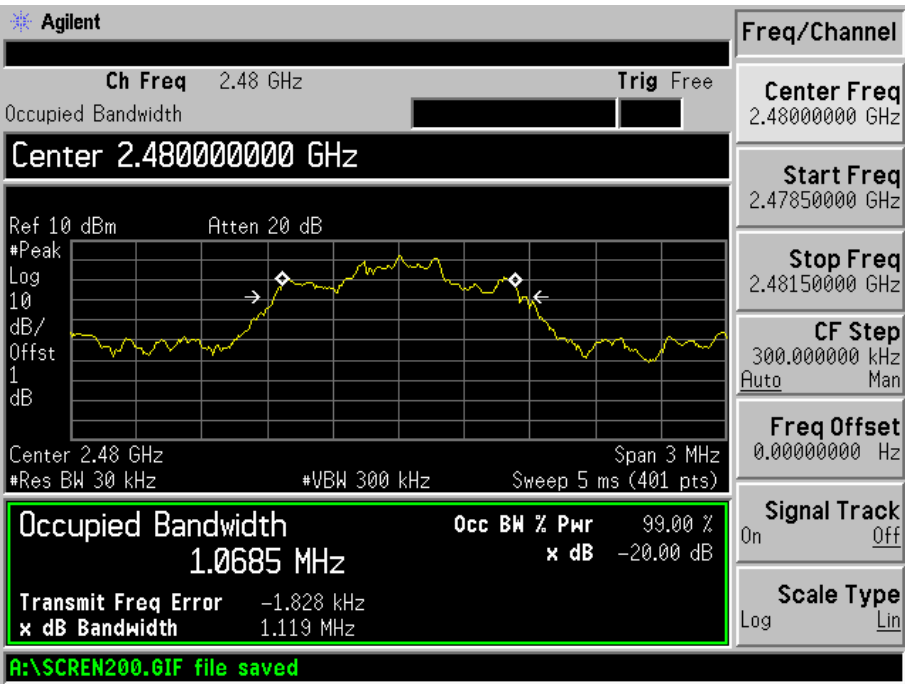 Agilent
Ch Freq 2.48 GHz Trig Free
Occupied Bandwidth
Center 2.480000000 GHz
Ref 10 dBm Atten 20 dB
#Peak
Log
10
dB/
Offst
1
dB
Center 2.48 GHz Span 3 MHz
#Res BW 30 kHz #VBW 300 kHz Sweep 5 ms (401 pts)
Occupied Bandwidth
1.0685 MHz
Occ BW % Pwr 99.00 %
x dB -20.00 dB
Transmit Freq Error -1.828 kHz
x dB Bandwidth 1.119 MHz
A:\SCREN200.GIF file saved
Freq/Channel
Center Freq
2.48000000 GHz
Start Freq
2.47850000 GHz
Stop Freq
2.48150000 GHz
CF Step
300.000000 kHz
Auto Man
Freq Offset
0.00000000 Hz
Signal Track
On Off
Scale Type
Log Lin